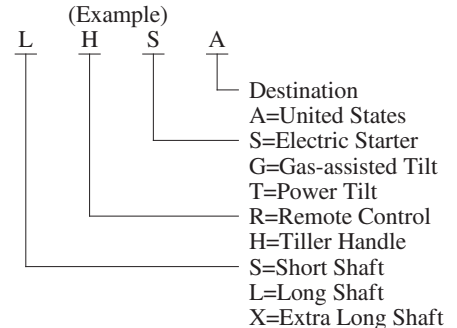 (Example)
L H S A
Destination
A=United States
S=Electric Starter
G=Gas-assisted Tilt
T=Power Tilt
R=Remote Control
H=Tiller Handle
S=Short Shaft
L=Long Shaft
X=Extra Long Shaft